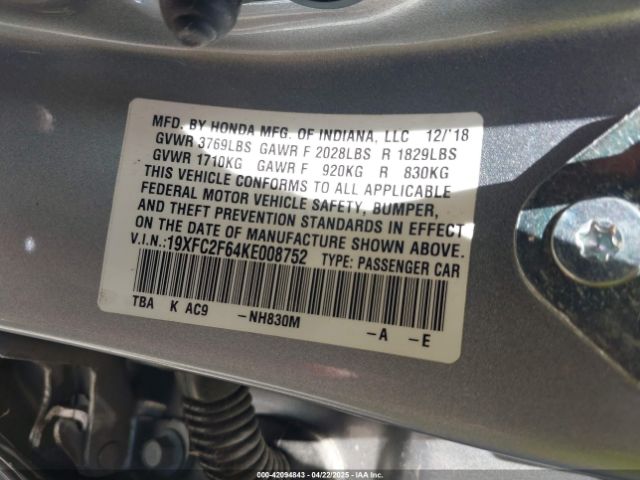 MFD. BY HONDA MFG. OF INDIANA, LLC 12/'18
GVWR 3769LBS GAWR F 2028LBS R 1829LBS
GVWR 1710KG GAWR F 920KG R 830KG
THIS VEHICLE CONFORMS TO ALL APPLICABLE
FEDERAL MOTOR VEHICLE SAFETY, BUMPER,
AND THEFT PREVENTION STANDARDS IN EFFECT
ON THE DATE OF MANUFACTURE SHOWN ABOVE.
V.I.N.:19XFC2F64KE008752 TYPE: PASSENGER CAR
TBA K AC9 -NH830M -A -E
000-42094843 - 04/22/2025 - IAAI, Inc.